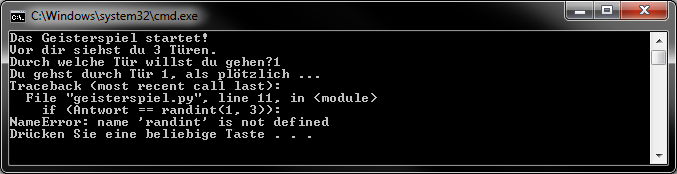 C:\Windows\system32\cmd.exe
Das Geisterspiel startet!
Vor dir siehst du 3 Türen.
Durch welche Tür willst du gehen?1
Du gehst durch Tür 1, als plötzlich ...
Traceback (most recent call last):
  File "geisterspiel.py", line 11, in <module>
    if (Antwort == randint(1, 3)):
NameError: name 'randint' is not defined
Drücken Sie eine beliebige Taste . . .